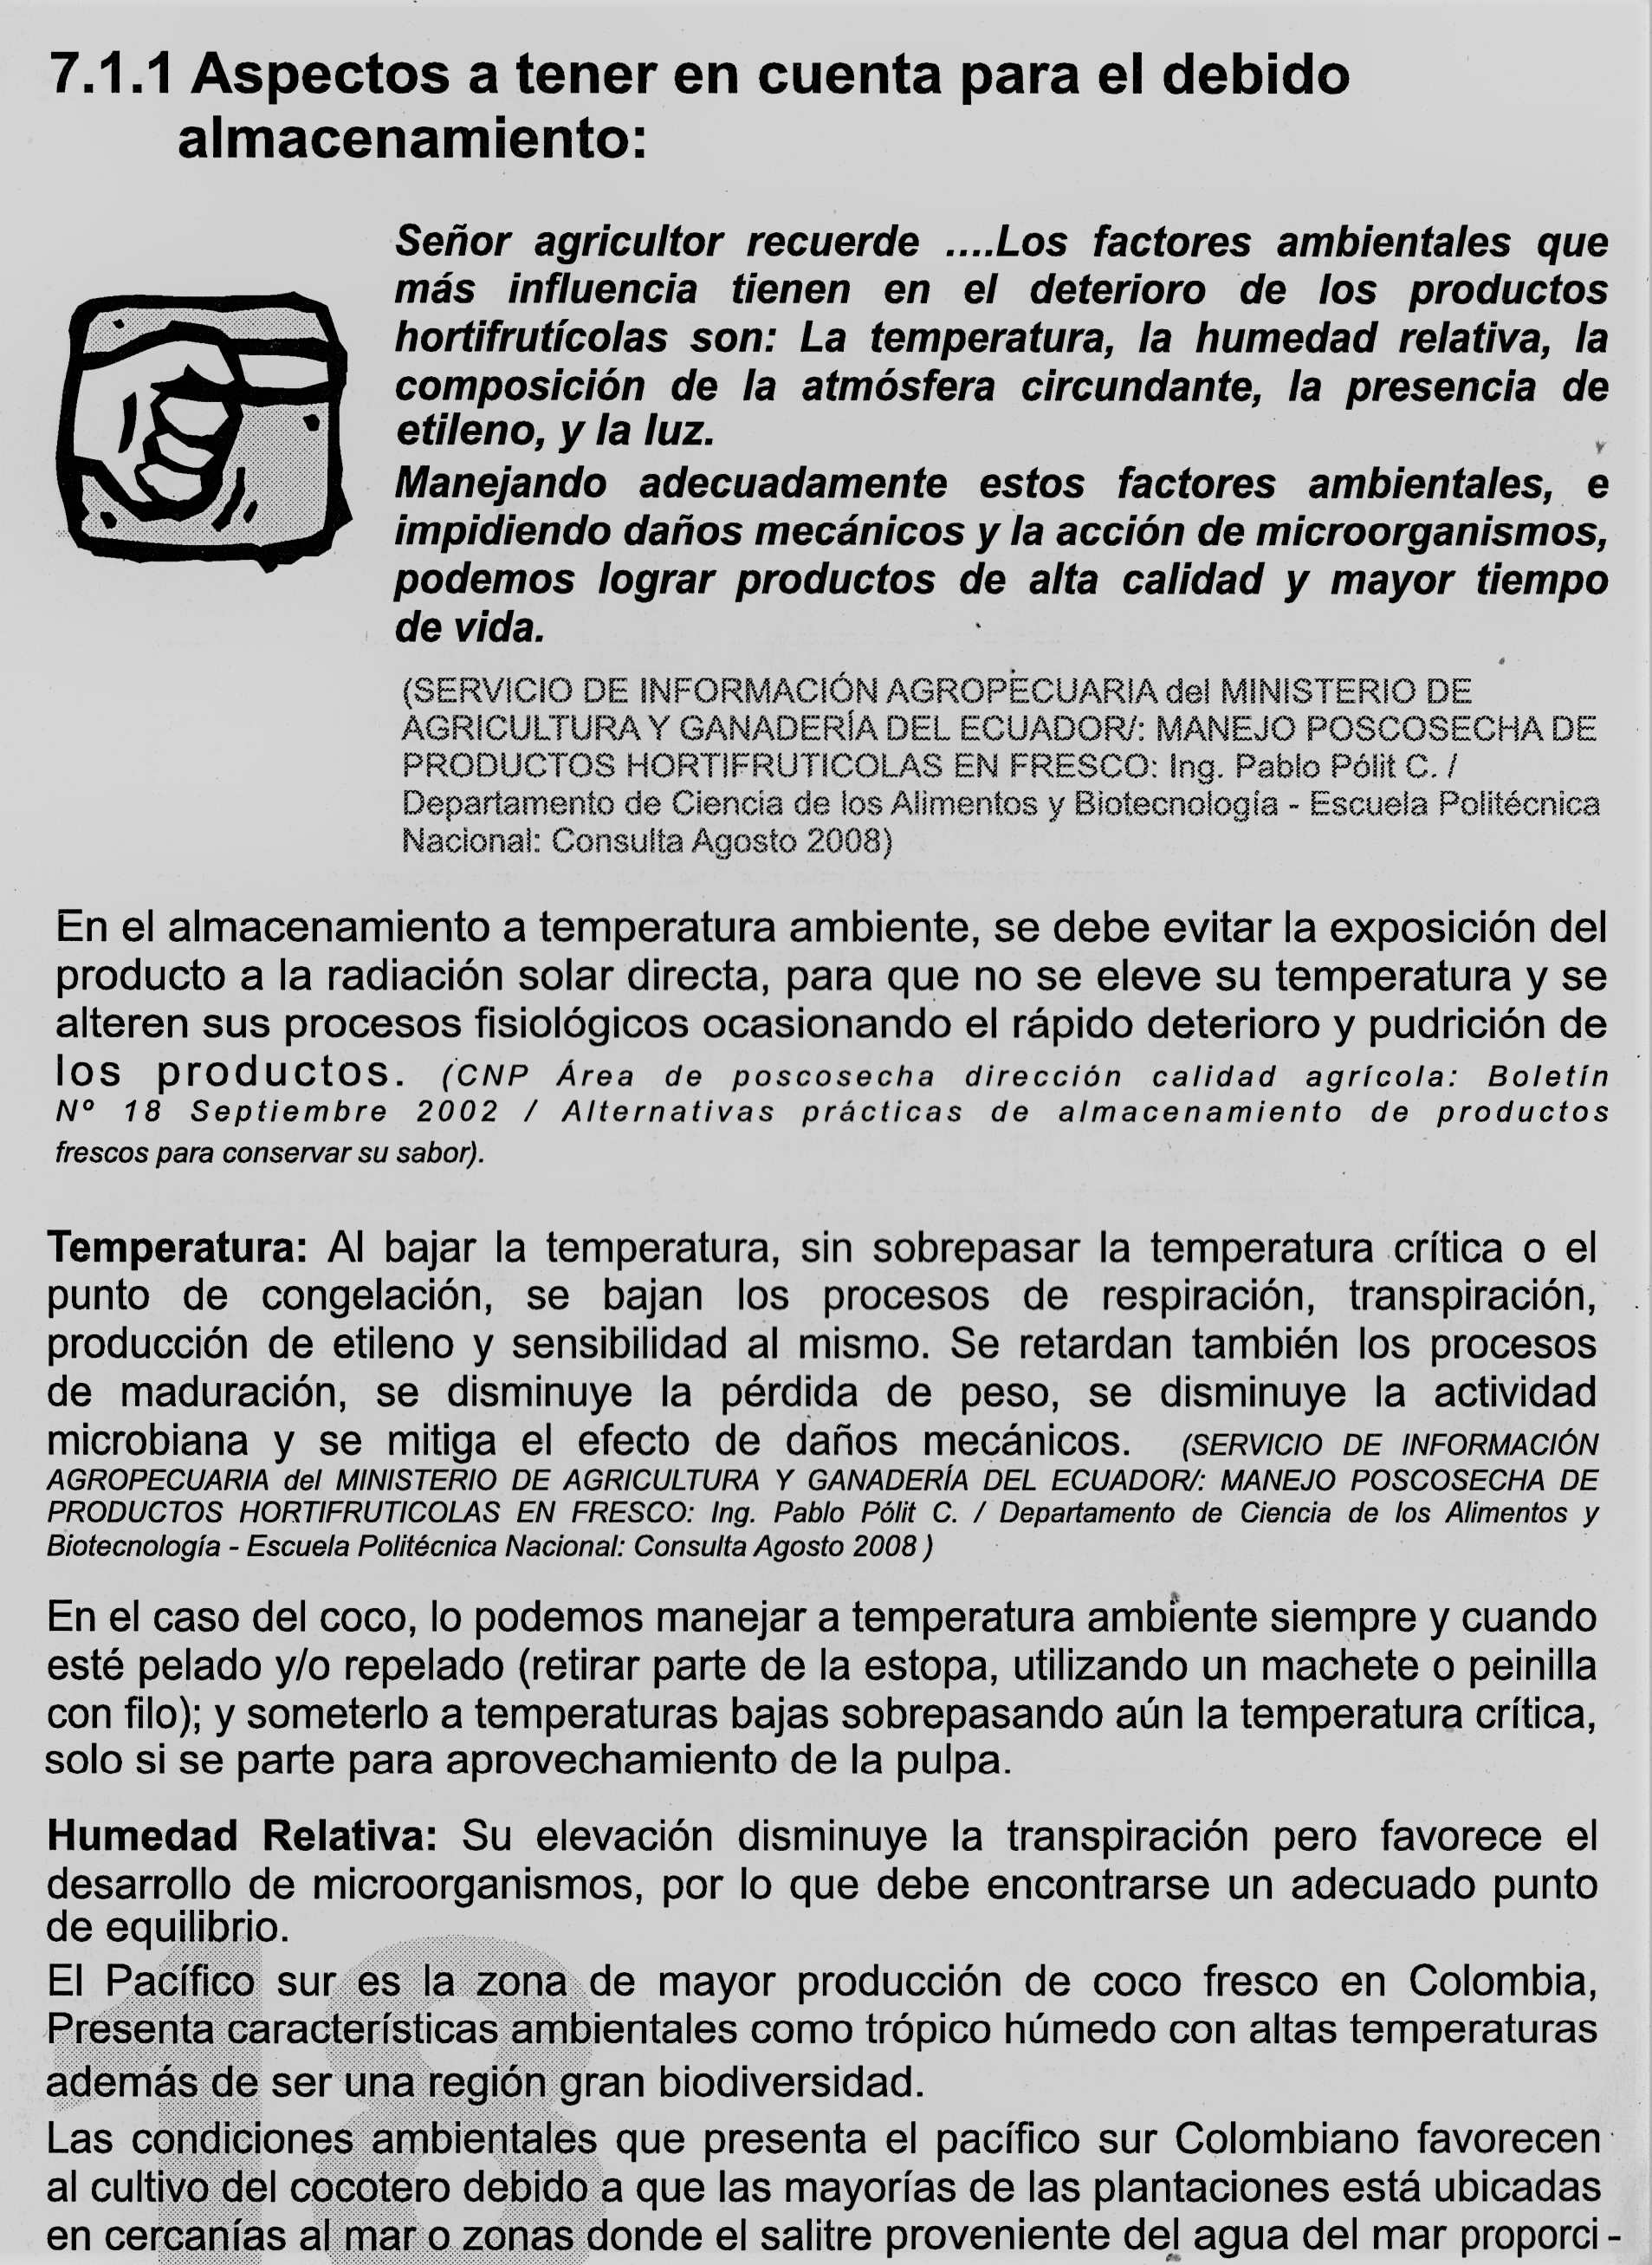 7.1.1 Aspectos a tener en cuenta para el debido
almacenamiento:
Señor agricultor recuerde ....Los factores ambientales que
más influencia tienen en el deterioro de los productos
hortifrutícolas son: La temperatura, la humedad relativa, la
composición de la atmósfera circundante, la presencia de
etileno, y la luz.
Manejando adecuadamente estos factores ambientales, e
impidiendo daños mecánicos y la acción de microorganismos,
podemos lograr productos de alta calidad y mayor tiempo
de vida.
(SERVICIO DE INFORMACIÓN AGROPECUARIA del MINISTERIO DE
AGRICULTURA Y GANADERÍA DEL ECUADOR/: MANEJO POSCOSECHA DE
PRODUCTOS HORTIFRUTICOLAS EN FRESCO: Ing. Pablo Pólit C. /
Departamento de Ciencia de los Alimentos y Biotecnología - Escuela Politécnica
Nacional: Consulta Agosto 2008)
En el almacenamiento a temperatura ambiente, se debe evitar la exposición del
producto a la radiación solar directa, para que no se eleve su temperatura y se
alteren sus procesos fisiológicos ocasionando el rápido deterioro y pudrición de
los productos. (CNP Área de poscosecha dirección calidad agrícola: Boletín
Nº 18 Septiembre 2002 / Alternativas prácticas de almacenamiento de productos
frescos para conservar su sabor).
Temperatura: Al bajar la temperatura, sin sobrepasar la temperatura crítica o el
punto de congelación, se bajan los procesos de respiración, transpiración,
producción de etileno y sensibilidad al mismo. Se retardan también los procesos
de maduración, se disminuye la pérdida de peso, se disminuye la actividad
microbiana y se mitiga el efecto de daños mecánicos. (SERVICIO DE INFORMACIÓN
AGROPECUARIA del MINISTERIO DE AGRICULTURA Y GANADERÍA DEL ECUADOR/: MANEJO POSCOSECHA DE
PRODUCTOS HORTIFRUTICOLAS EN FRESCO: Ing. Pablo Pólit C. / Departamento de Ciencia de los Alimentos y
Biotecnología - Escuela Politécnica Nacional: Consulta Agosto 2008 )
En el caso del coco, lo podemos manejar a temperatura ambiente siempre y cuando
esté pelado y/o repelado (retirar parte de la estopa, utilizando un machete o peinilla
con filo); y someterlo a temperaturas bajas sobrepasando aún la temperatura crítica,
solo si se parte para aprovechamiento de la pulpa.
Humedad Relativa: Su elevación disminuye la transpiración pero favorece el
desarrollo de microorganismos, por lo que debe encontrarse un adecuado punto
de equilibrio.
El Pacífico sur es la zona de mayor producción de coco fresco en Colombia,
Presenta características ambientales como trópico húmedo con altas temperaturas
además de ser una región gran biodiversidad.
Las condiciones ambientales que presenta el pacífico sur Colombiano favorecen
al cultivo del cocotero debido a que las mayorías de las plantaciones está ubicadas
en cercanías al mar o zonas donde el salitre proveniente del agua del mar proporci -
18